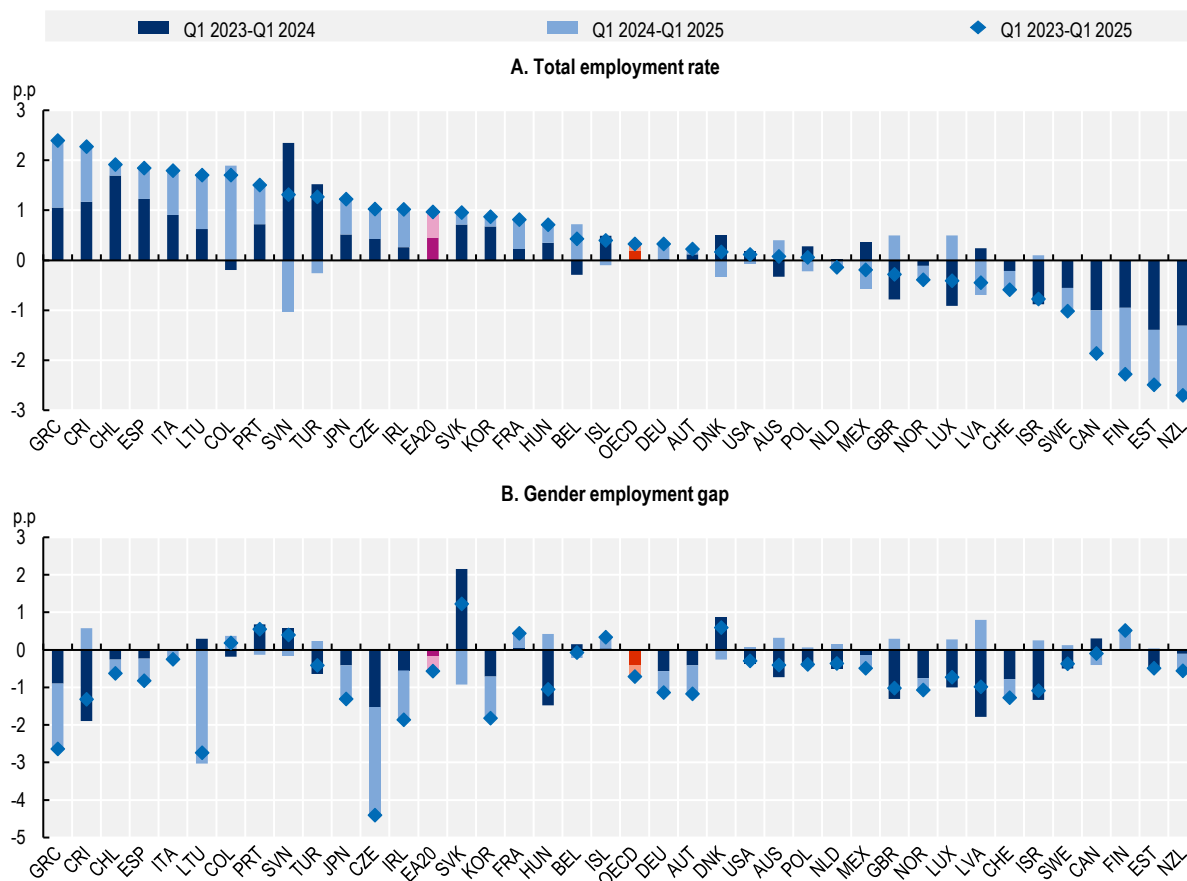 Q1 2023-Q1 2024 Q1 2024-Q1 2025 Q1 2023-Q1 2025
A. Total employment rate
p.p
3
2
1
0
-1
-2
-3
GRC CRI CHL ESP ITA LTU COL PRT SVN TUR JPN CZE IRL EA20 SVK KOR FRA HUN BEL ISL OECD DEU AUT DNK USA AUS POL NLD MEX GBR NOR LUX LVA CHE ISR SWE CAN FIN EST NZL
B. Gender employment gap
p.p
3
2
1
0
-1
-2
-3
-4
-5
GRC CRI CHL ESP ITA LTU COL PRT SVN TUR JPN CZE IRL EA20 SVK KOR FRA HUN BEL ISL OECD DEU AUT DNK USA AUS POL NLD MEX GBR NOR LUX LVA CHE ISR SWE CAN FIN EST NZL